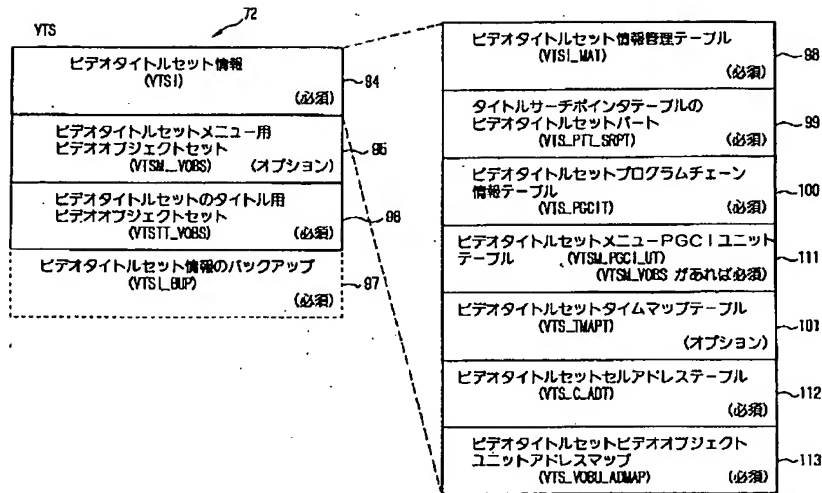 72
YTS
ビデオタイトルセット情報
(VTSI)
(必須)
94
ビデオタイトルセットメニュー用
ビデオオブジェクトセット
(VTSM_VOBS) (オプション)
95
ビデオタイトルセットのタイトル用
ビデオオブジェクトセット
(VTSTT_VOBS) (必須)
96
ビデオタイトルセット情報のバックアップ
(VTSI_BUP)
(必須)
97
ビデオタイトルセット情報管理テーブル
(VTSI_MAT)
(必須)
98
タイトルサーチポインタテーブルの
ビデオタイトルセットパート
(VTS_PTT_SRPT) (必須)
99
ビデオタイトルセットプログラムチェーン
情報テーブル
(VTS_PGCIT) (必須)
100
ビデオタイトルセットメニューPGCIユニット
テーブル (VTSM_PGCI_UT)
(VTSM_VOBS があれば必須)
111
ビデオタイトルセットタイムマップテーブル
(VTS_TMAPT)
(オプション)
101
ビデオタイトルセットセルアドレステーブル
(VTS_C_ADT)
(必須)
112
ビデオタイトルセットビデオオブジェクト
ユニットアドレスマップ
(VTS_VOBU_ADMAP) (必須)
113